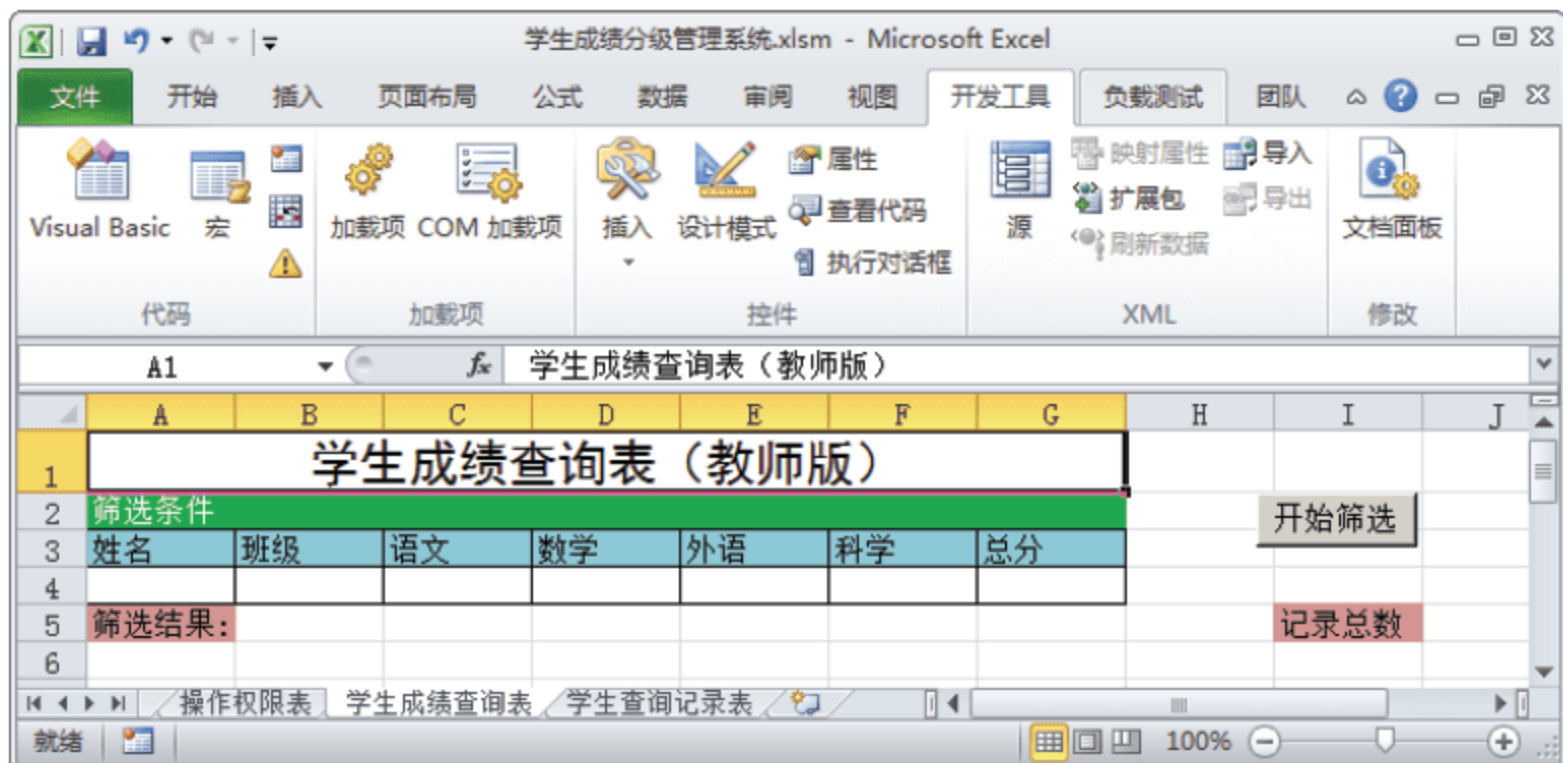 学生成绩分级管理系统.xlsm - Microsoft Excel
文件 开始 插入 页面布局 公式 数据 审阅 视图 开发工具 负载测试 团队
Visual Basic 宏 加载项 COM 加载项 插入 设计模式 属性 查看代码 执行对话框 源 映射属性 扩展包 刷新数据 导入 导出 文档面板
代码 加载项 控件 XML 修改
A1 fx 学生成绩查询表（教师版）
A B C D E F G H I J
1 学生成绩查询表（教师版）
2 筛选条件 开始筛选
3 姓名 班级 语文 数学 外语 科学 总分
4
5 筛选结果: 记录总数
6
操作权限表 学生成绩查询表 学生查询记录表
就绪 100%